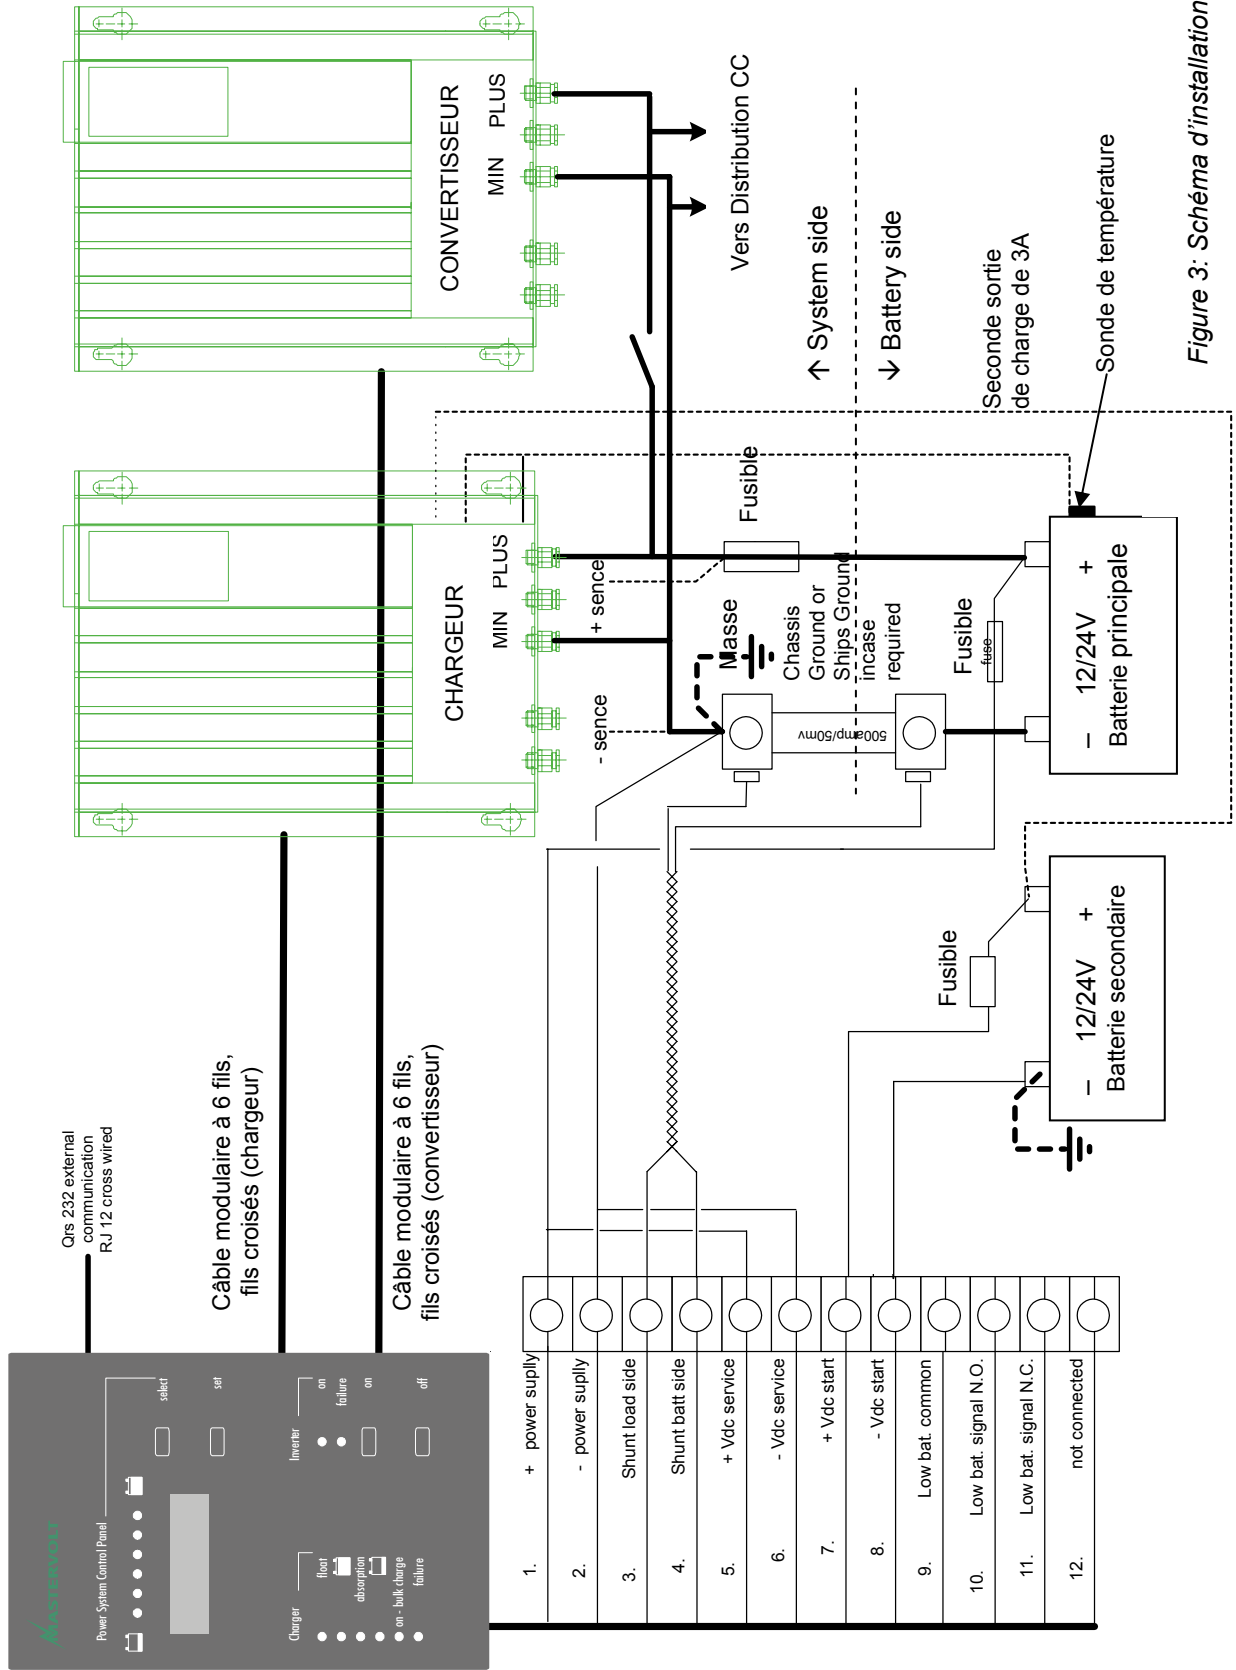 MASTERVOLT
Power System Control Panel
select
set
Charger
float
absorption
on - bulk charge
failure
Inverter
on
failure
on
off
Qrs 232 external
communication
RJ 12 cross wired
Câble modulaire à 6 fils,
fils croisés (chargeur)
Câble modulaire à 6 fils,
fils croisés (convertisseur)
CHARGEUR
MIN PLUS
CONVERTISSEUR
MIN PLUS
- sence
+ sence
Vers Distribution CC
Masse
Chassis
Ground or
Ships Ground
incase
required
Fusible
↑ System side
↓ Battery side
500amp/50mv
Fusible
fuse
Seconde sortie
de charge de 3A
Sonde de température
Fusible
- 12/24V +
Batterie secondaire
- 12/24V +
Batterie principale
1. + power suplly
2. - power suplly
3. Shunt load side
4. Shunt batt side
5. + Vdc service
6. - Vdc service
7. + Vdc start
8. - Vdc start
9. Low bat. common
10. Low bat. signal N.O.
11. Low bat. signal N.C.
12. not connected
Figure 3: Schéma d'installation